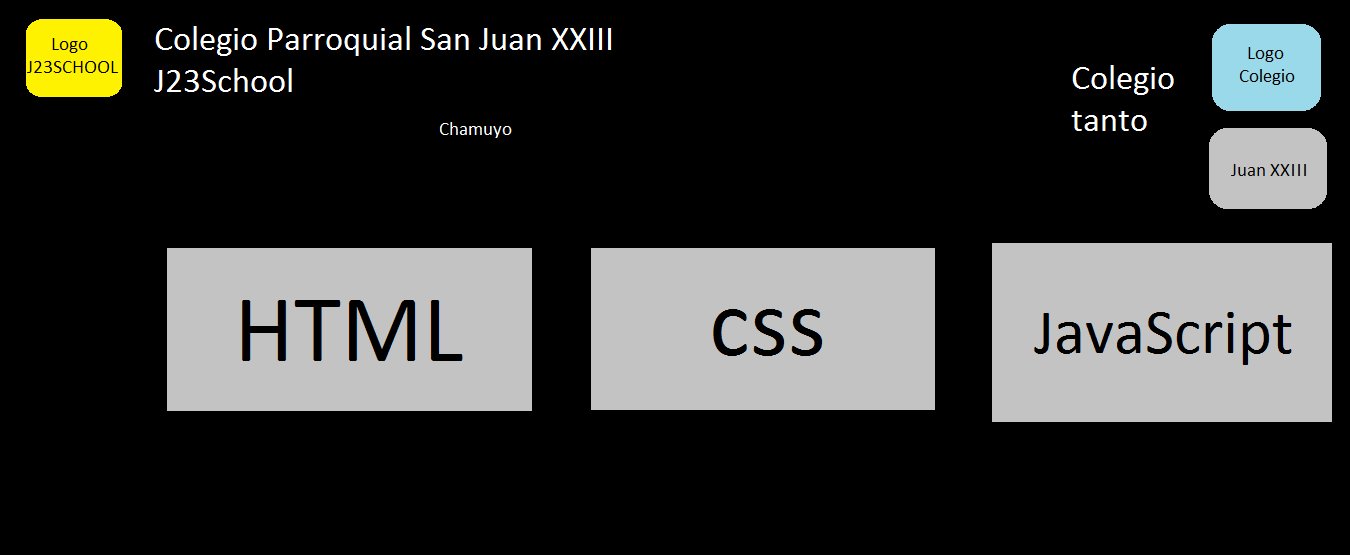 Logo
J23SCHOOL
Colegio Parroquial San Juan XXIII
J23School
Chamuyo
Colegio
tanto
Logo
Colegio
Juan XXIII
HTML
css
JavaScript